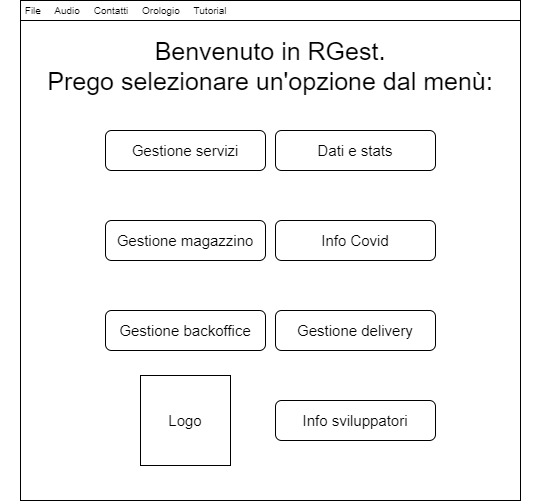 File Audio Contatti Orologio Tutorial
Benvenuto in RGest.
Prego selezionare un'opzione dal menù:
Gestione servizi
Dati e stats
Gestione magazzino
Info Covid
Gestione backoffice
Gestione delivery
Logo
Info sviluppatori